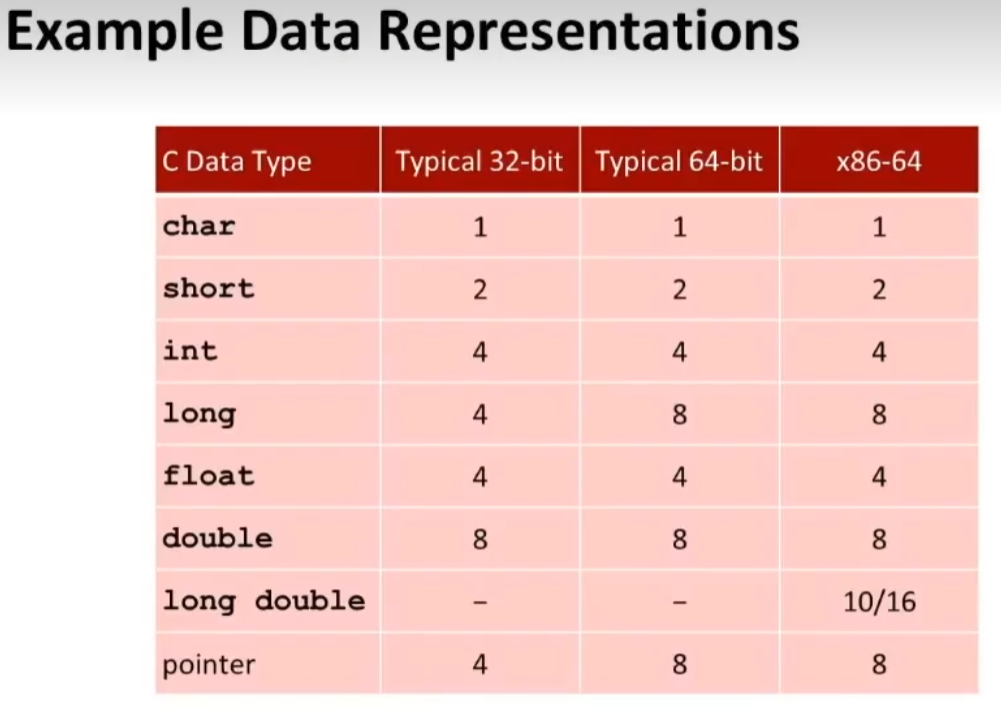 Example Data Representations
C Data Type Typical 32-bit Typical 64-bit x86-64
char 1 1 1
short 2 2 2
int 4 4 4
long 4 8 8
float 4 4 4
double 8 8 8
long double – – 10/16
pointer 4 8 8